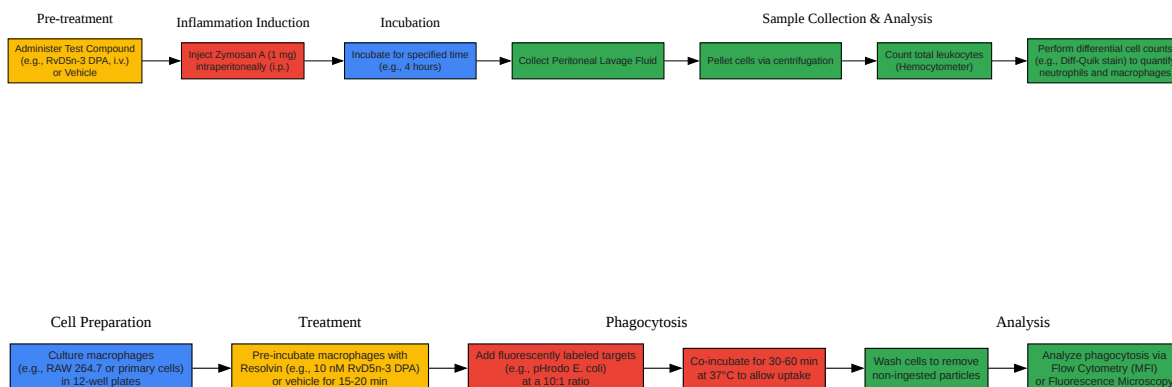 Pre-treatment
Inflammation Induction
Incubation
Sample Collection & Analysis
Administer Test Compound
(e.g., RvD5n-3 DPA, i.v.)
or Vehicle
Inject Zymosan A (1 mg)
intraperitoneally (i.p.)
Incubate for specified time
(e.g., 4 hours)
Collect Peritoneal Lavage Fluid
Pellet cells via centrifugation
Count total leukocytes
(Hemocytometer)
Perform differential cell counts
(e.g., Diff-Quik stain) to quantify
neutrophils and macrophages
Cell Preparation
Treatment
Phagocytosis
Analysis
Culture macrophages
(e.g., RAW 264.7 or primary cells)
in 12-well plates
Pre-incubate macrophages with
Resolvin (e.g., 10 nM RvD5n-3 DPA)
or vehicle for 15-20 min
Add fluorescently labeled targets
(e.g., pHrodo E. coli)
at a 10:1 ratio
Co-incubate for 30-60 min
at 37°C to allow uptake
Wash cells to remove
non-ingested particles
Analyze phagocytosis via
Flow Cytometry (MFI)
or Fluorescence Microscopy